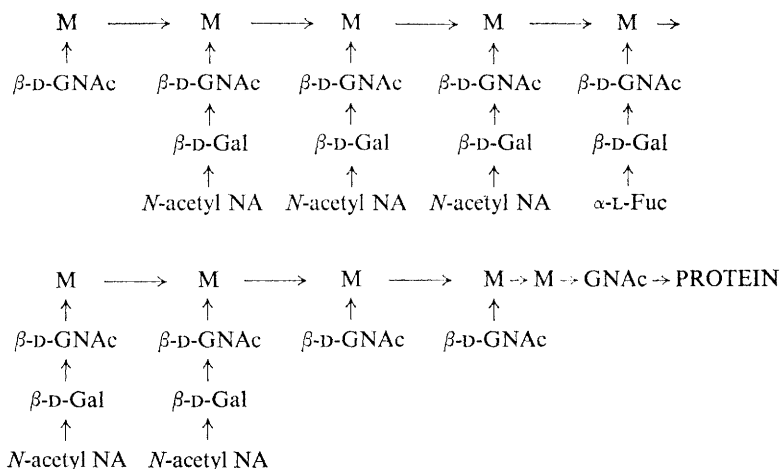 M → M → M → M → M →
↑ ↑ ↑ ↑ ↑
β-D-GNAc β-D-GNAc β-D-GNAc β-D-GNAc β-D-GNAc
↑ ↑ ↑ ↑
β-D-Gal β-D-Gal β-D-Gal β-D-Gal
↑ ↑ ↑ ↑
N-acetyl NA N-acetyl NA N-acetyl NA α-L-Fuc
M → M → M → M → M → GNAc → PROTEIN
↑ ↑ ↑ ↑
β-D-GNAc β-D-GNAc β-D-GNAc β-D-GNAc
↑ ↑
β-D-Gal β-D-Gal
↑ ↑
N-acetyl NA N-acetyl NA